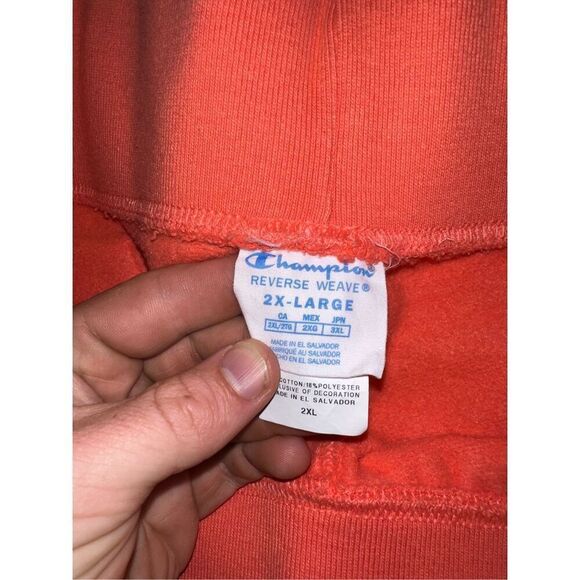 Champion
REVERSE WEAVE®
2X-LARGE
CA MEX JPN
2XL/2TG 2XG 3XL
MADE IN EL SALVADOR
FABRIQUÉ AU SALVADOR
HECHO EN EL SALVADOR
COTTON/18% POLYESTER
EXCLUSIVE OF DECORATION
MADE IN EL SALVADOR
2XL